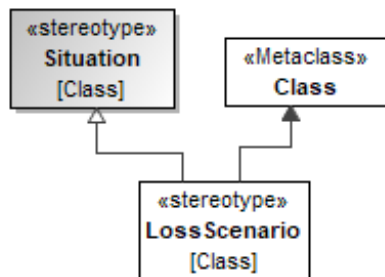 «stereotype»
Situation
[Class]
«Metaclass»
Class
«stereotype»
LossScenario
[Class]